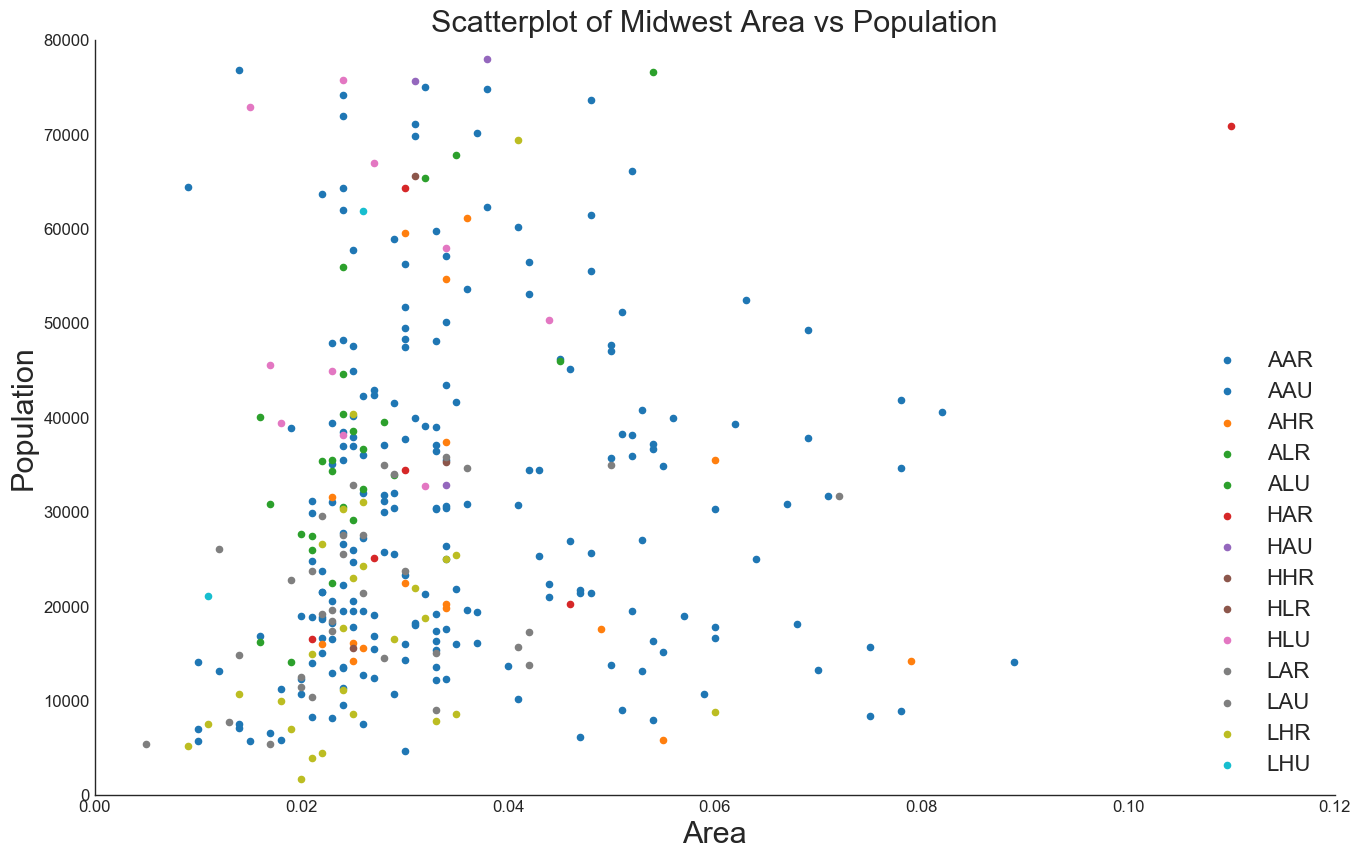 Scatterplot of Midwest Area vs Population
80000
70000
60000
50000
40000
30000
20000
10000
0
Population
0.00
0.02
0.04
0.06
0.08
0.10
0.12
Area
AAR
AAU
AHR
ALR
ALU
HAR
HAU
HHR
HLR
HLU
LAR
LAU
LHR
LHU